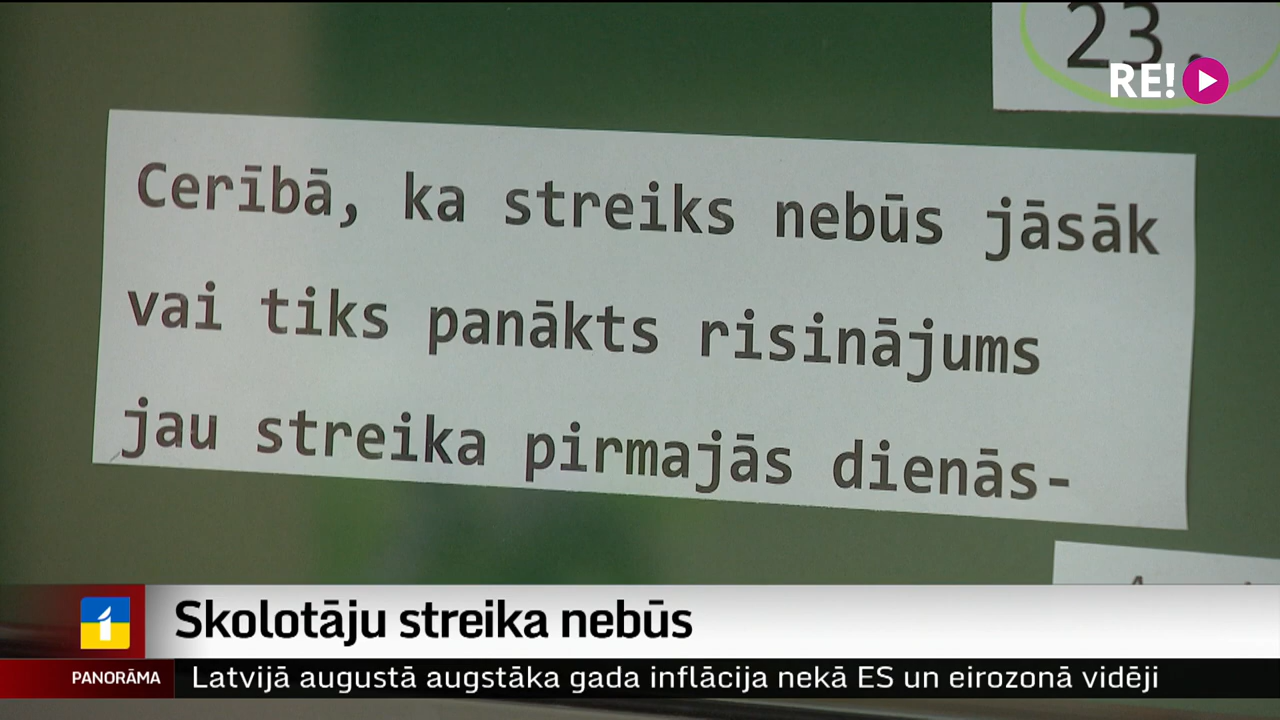 23.
RE!
Cerībā, ka streiks nebūs jāsāk
vai tiks panākts risinājums
jau streika pirmajās dienās-
1
Skolotāju streika nebūs
PANORĀMA
Latvijā augustā augstāka gada inflācija nekā ES un eirozonā vidēji